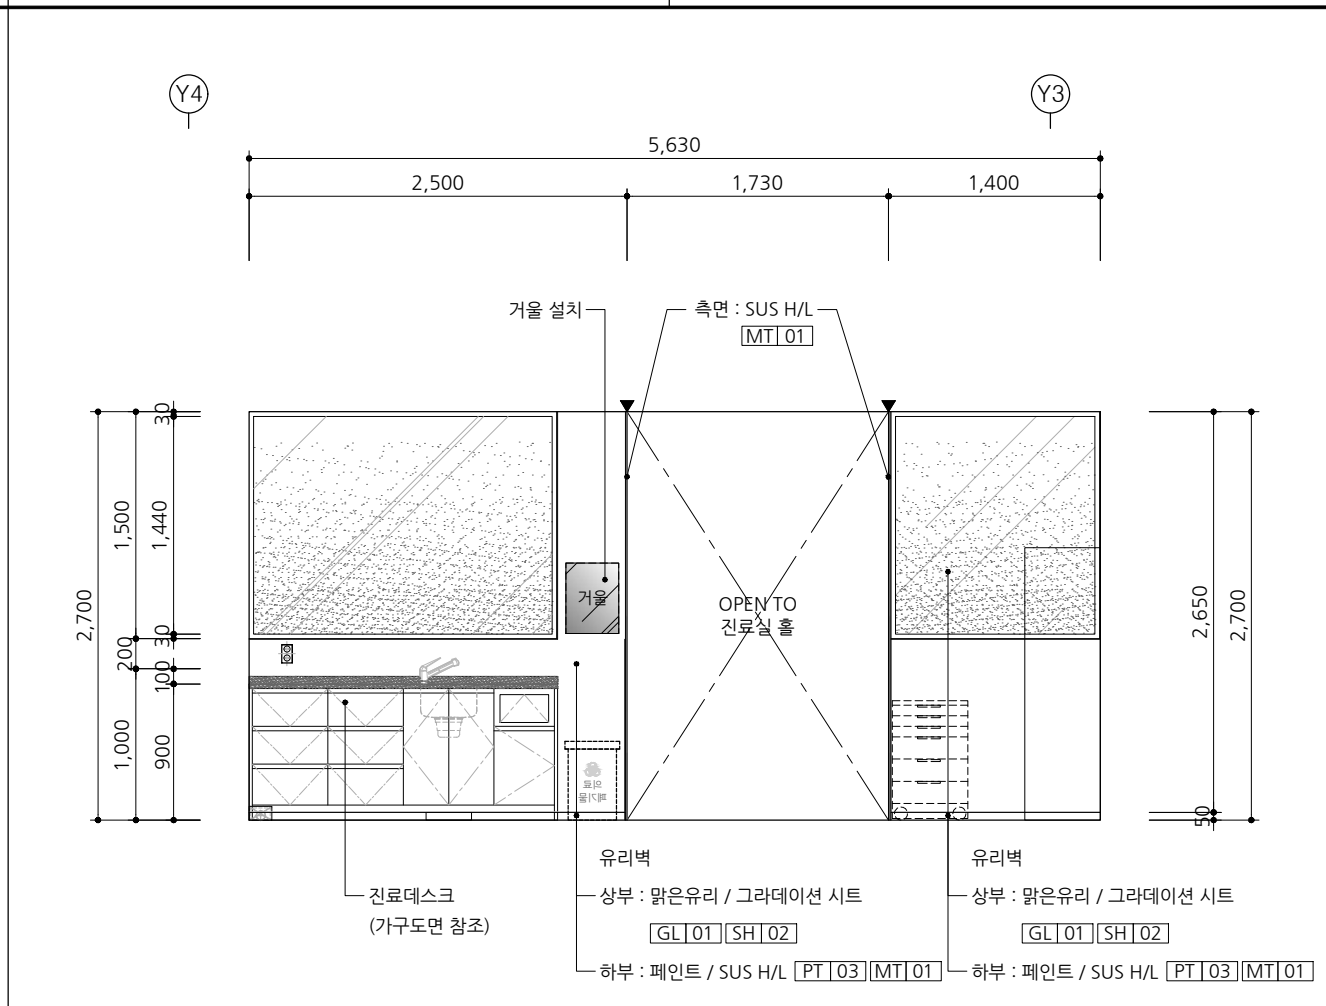 Y4
Y3
5,630
2,500
1,730
1,400
거울 설치
측면 : SUS H/L
MT 01
30
1,500
1,440
2,700
200
30
100
1,000
900
거울
OPEN TO
진료실 홀
의료
폐기물
2,650
2,700
50
유리벽
상부 : 맑은유리 / 그라데이션 시트
GL 01 SH 02
하부 : 페인트 / SUS H/L PT 03 MT 01
진료데스크
(가구도면 참조)
유리벽
상부 : 맑은유리 / 그라데이션 시트
GL 01 SH 02
하부 : 페인트 / SUS H/L PT 03 MT 01